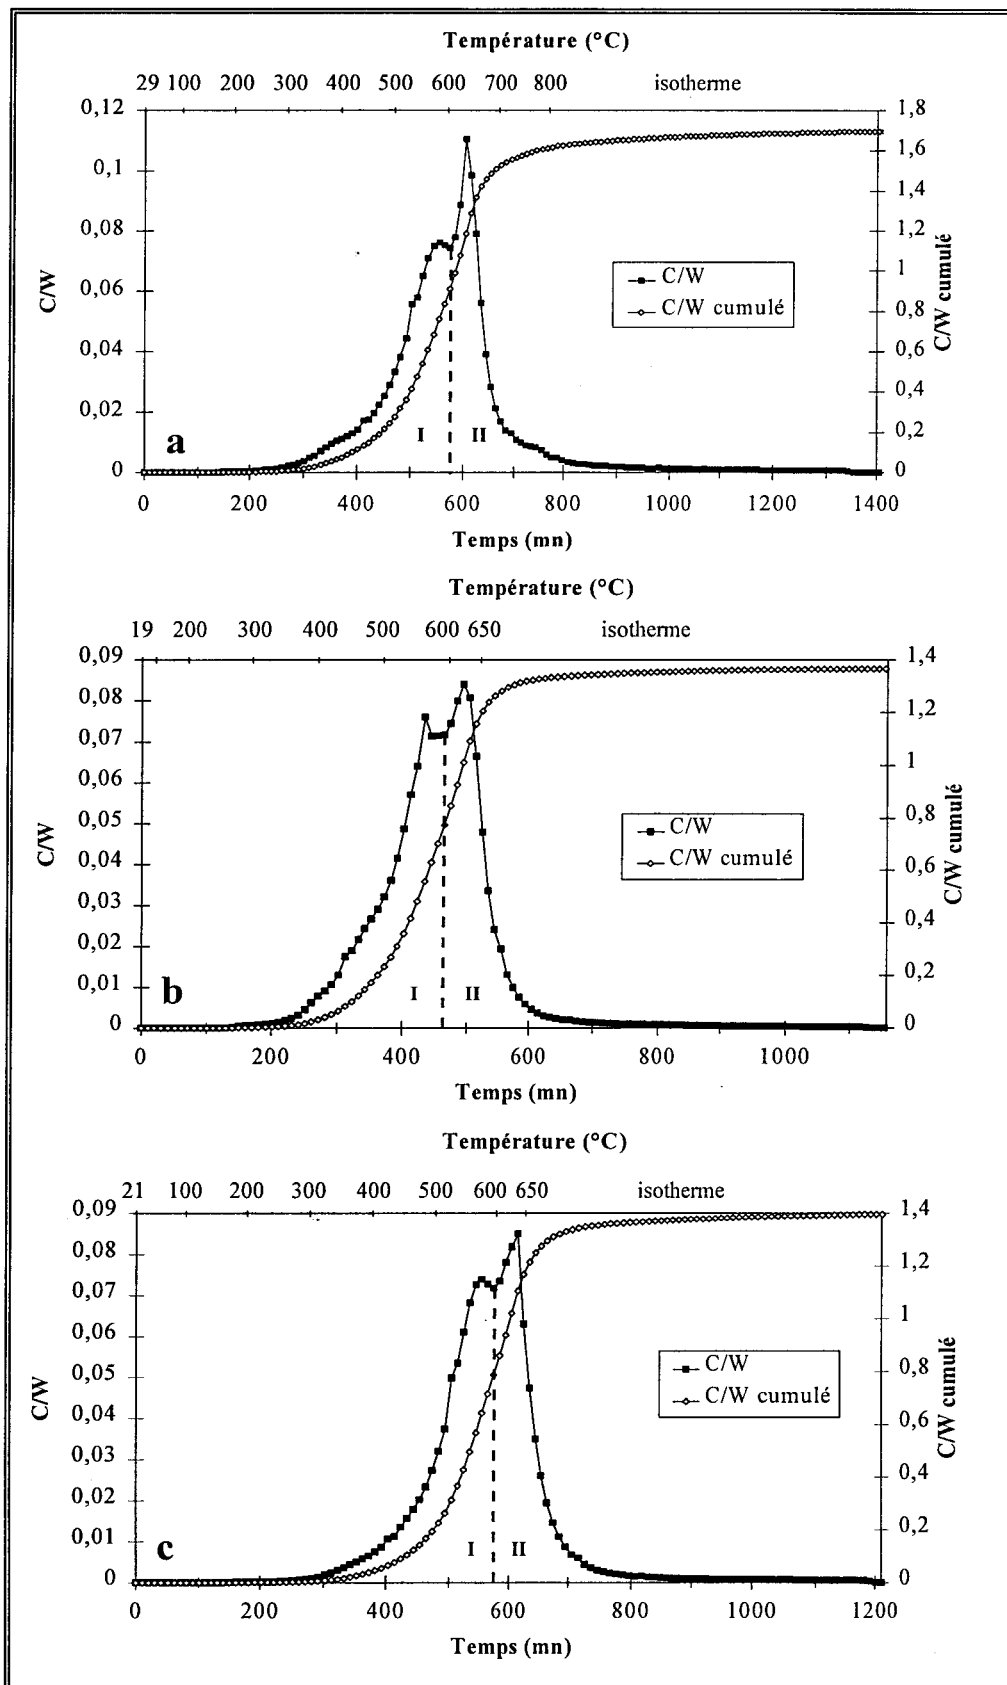 Température (°C)
29 100 200 300 400 500 600 700 800 isotherme
0,12 1,8
1,6
0,1
1,4
0,08 1,2
1
0,06
C/W
C/W cumulé
0,8
0,04 0,6
0,4
0,02
a I II 0,2
0 0
0 200 400 600 800 1000 1200 1400
C/W
C/W cumulé
Temps (mn)
Température (°C)
19 200 300 400 500 600 650 isotherme
0,09 1,4
0,08
1,2
0,07
1
0,06
0,05 0,8
C/W
C/W cumulé
0,04
0,6
0,03
0,4
0,02
0,2
0,01
b I II
0 0
0 200 400 600 800 1000
C/W
C/W cumulé
Temps (mn)
Température (°C)
21 100 200 300 400 500 600 650 isotherme
0,09 1,4
0,08
1,2
0,07
1
0,06
0,05 0,8
C/W
C/W cumulé
0,04
0,6
0,03
0,4
0,02
0,2
0,01
c I II
0 0
0 200 400 600 800 1000 1200
C/W
C/W cumulé
Temps (mn)